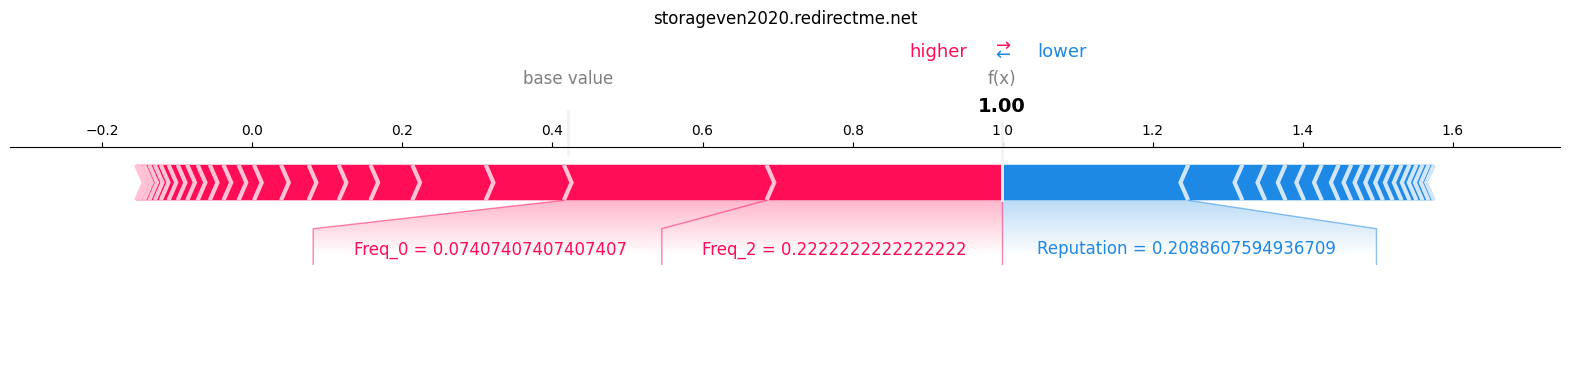 storageven2020.redirectme.net
higher ⇄ lower
base value f(x)
1.00
−0.2 0.0 0.2 0.4 0.6 0.8 1.0 1.2 1.4 1.6
Freq_0 = 0.07407407407407407 Freq_2 = 0.2222222222222222 Reputation = 0.2088607594936709